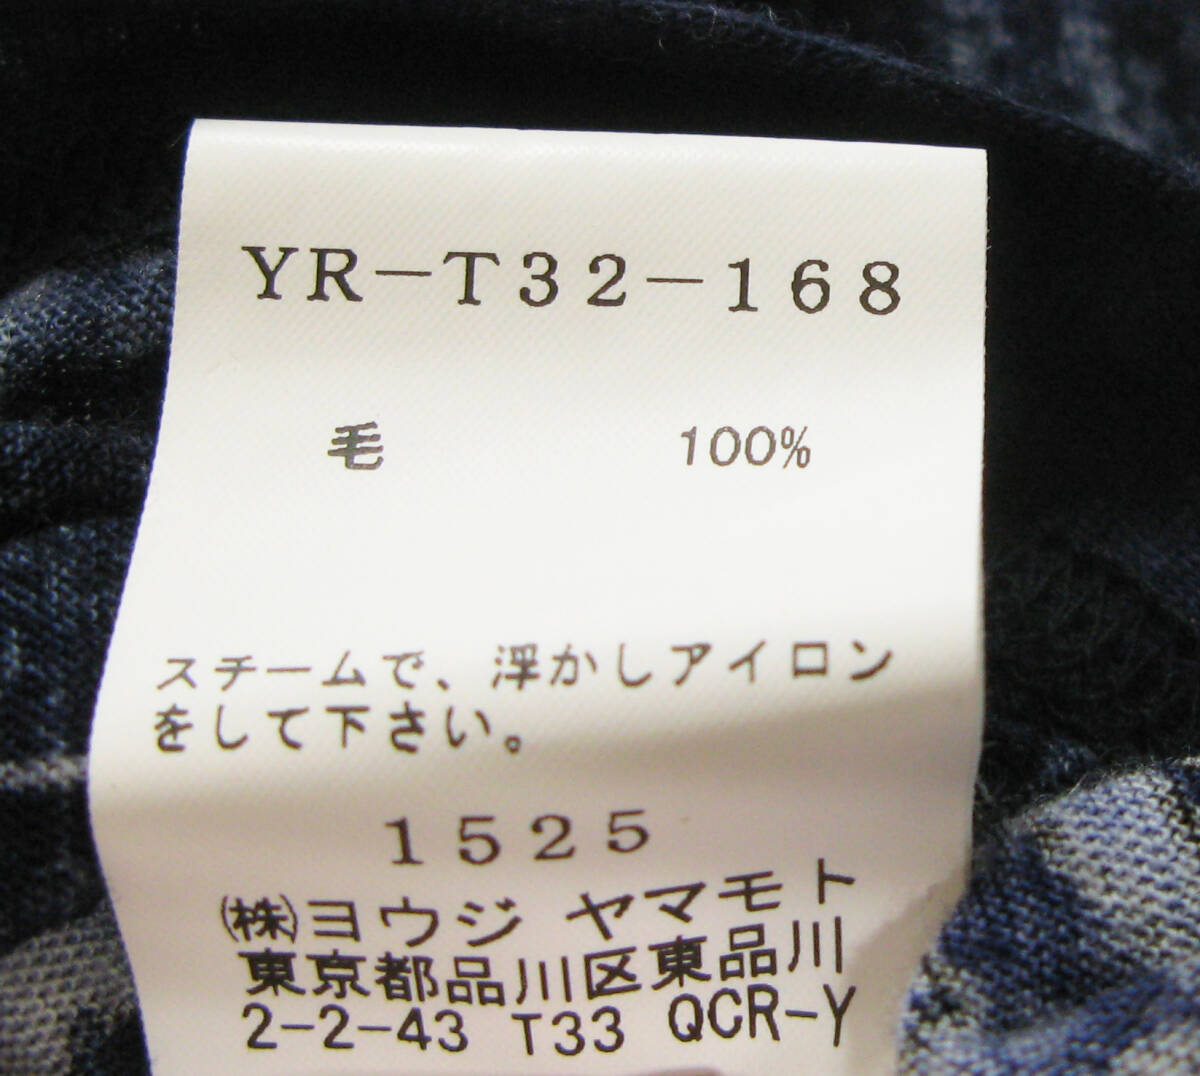 YR-T32-168
毛 100%
スチームで、浮かしアイロン
をして下さい。
1525
㈱ヨウジ ヤマモト
東京都品川区東品川
2-2-43 T33 QCR-Y